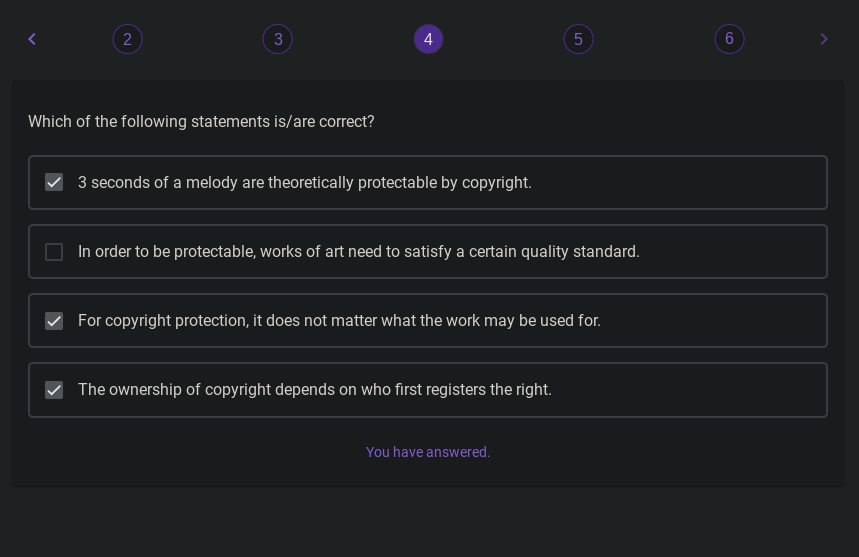 2 3 4 5 6
Which of the following statements is/are correct?
3 seconds of a melody are theoretically protectable by copyright.
In order to be protectable, works of art need to satisfy a certain quality standard.
For copyright protection, it does not matter what the work may be used for.
The ownership of copyright depends on who first registers the right.
You have answered.